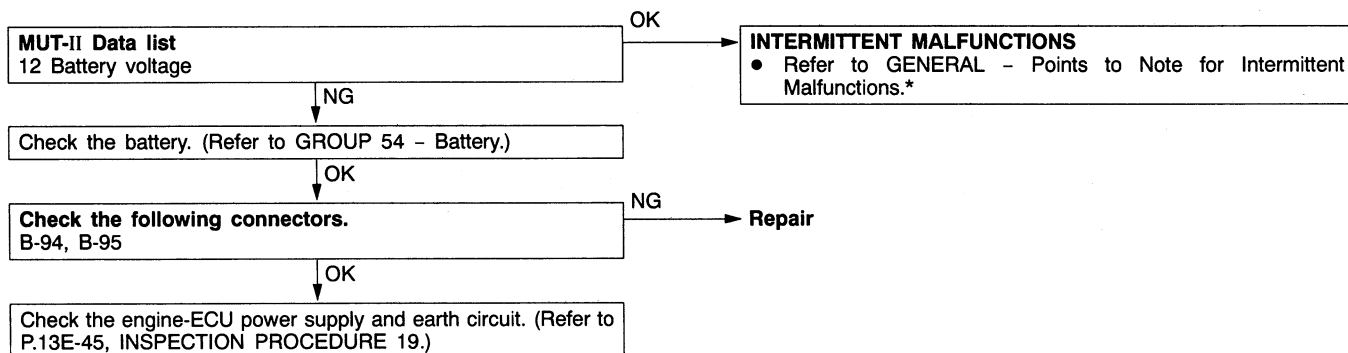 MUT-II Data list
12 Battery voltage
OK
INTERMITTENT MALFUNCTIONS
● Refer to GENERAL – Points to Note for Intermittent
Malfunctions.*
NG
Check the battery. (Refer to GROUP 54 – Battery.)
OK
Check the following connectors.
B-94, B-95
NG
Repair
OK
Check the engine-ECU power supply and earth circuit. (Refer to
P.13E-45, INSPECTION PROCEDURE 19.)